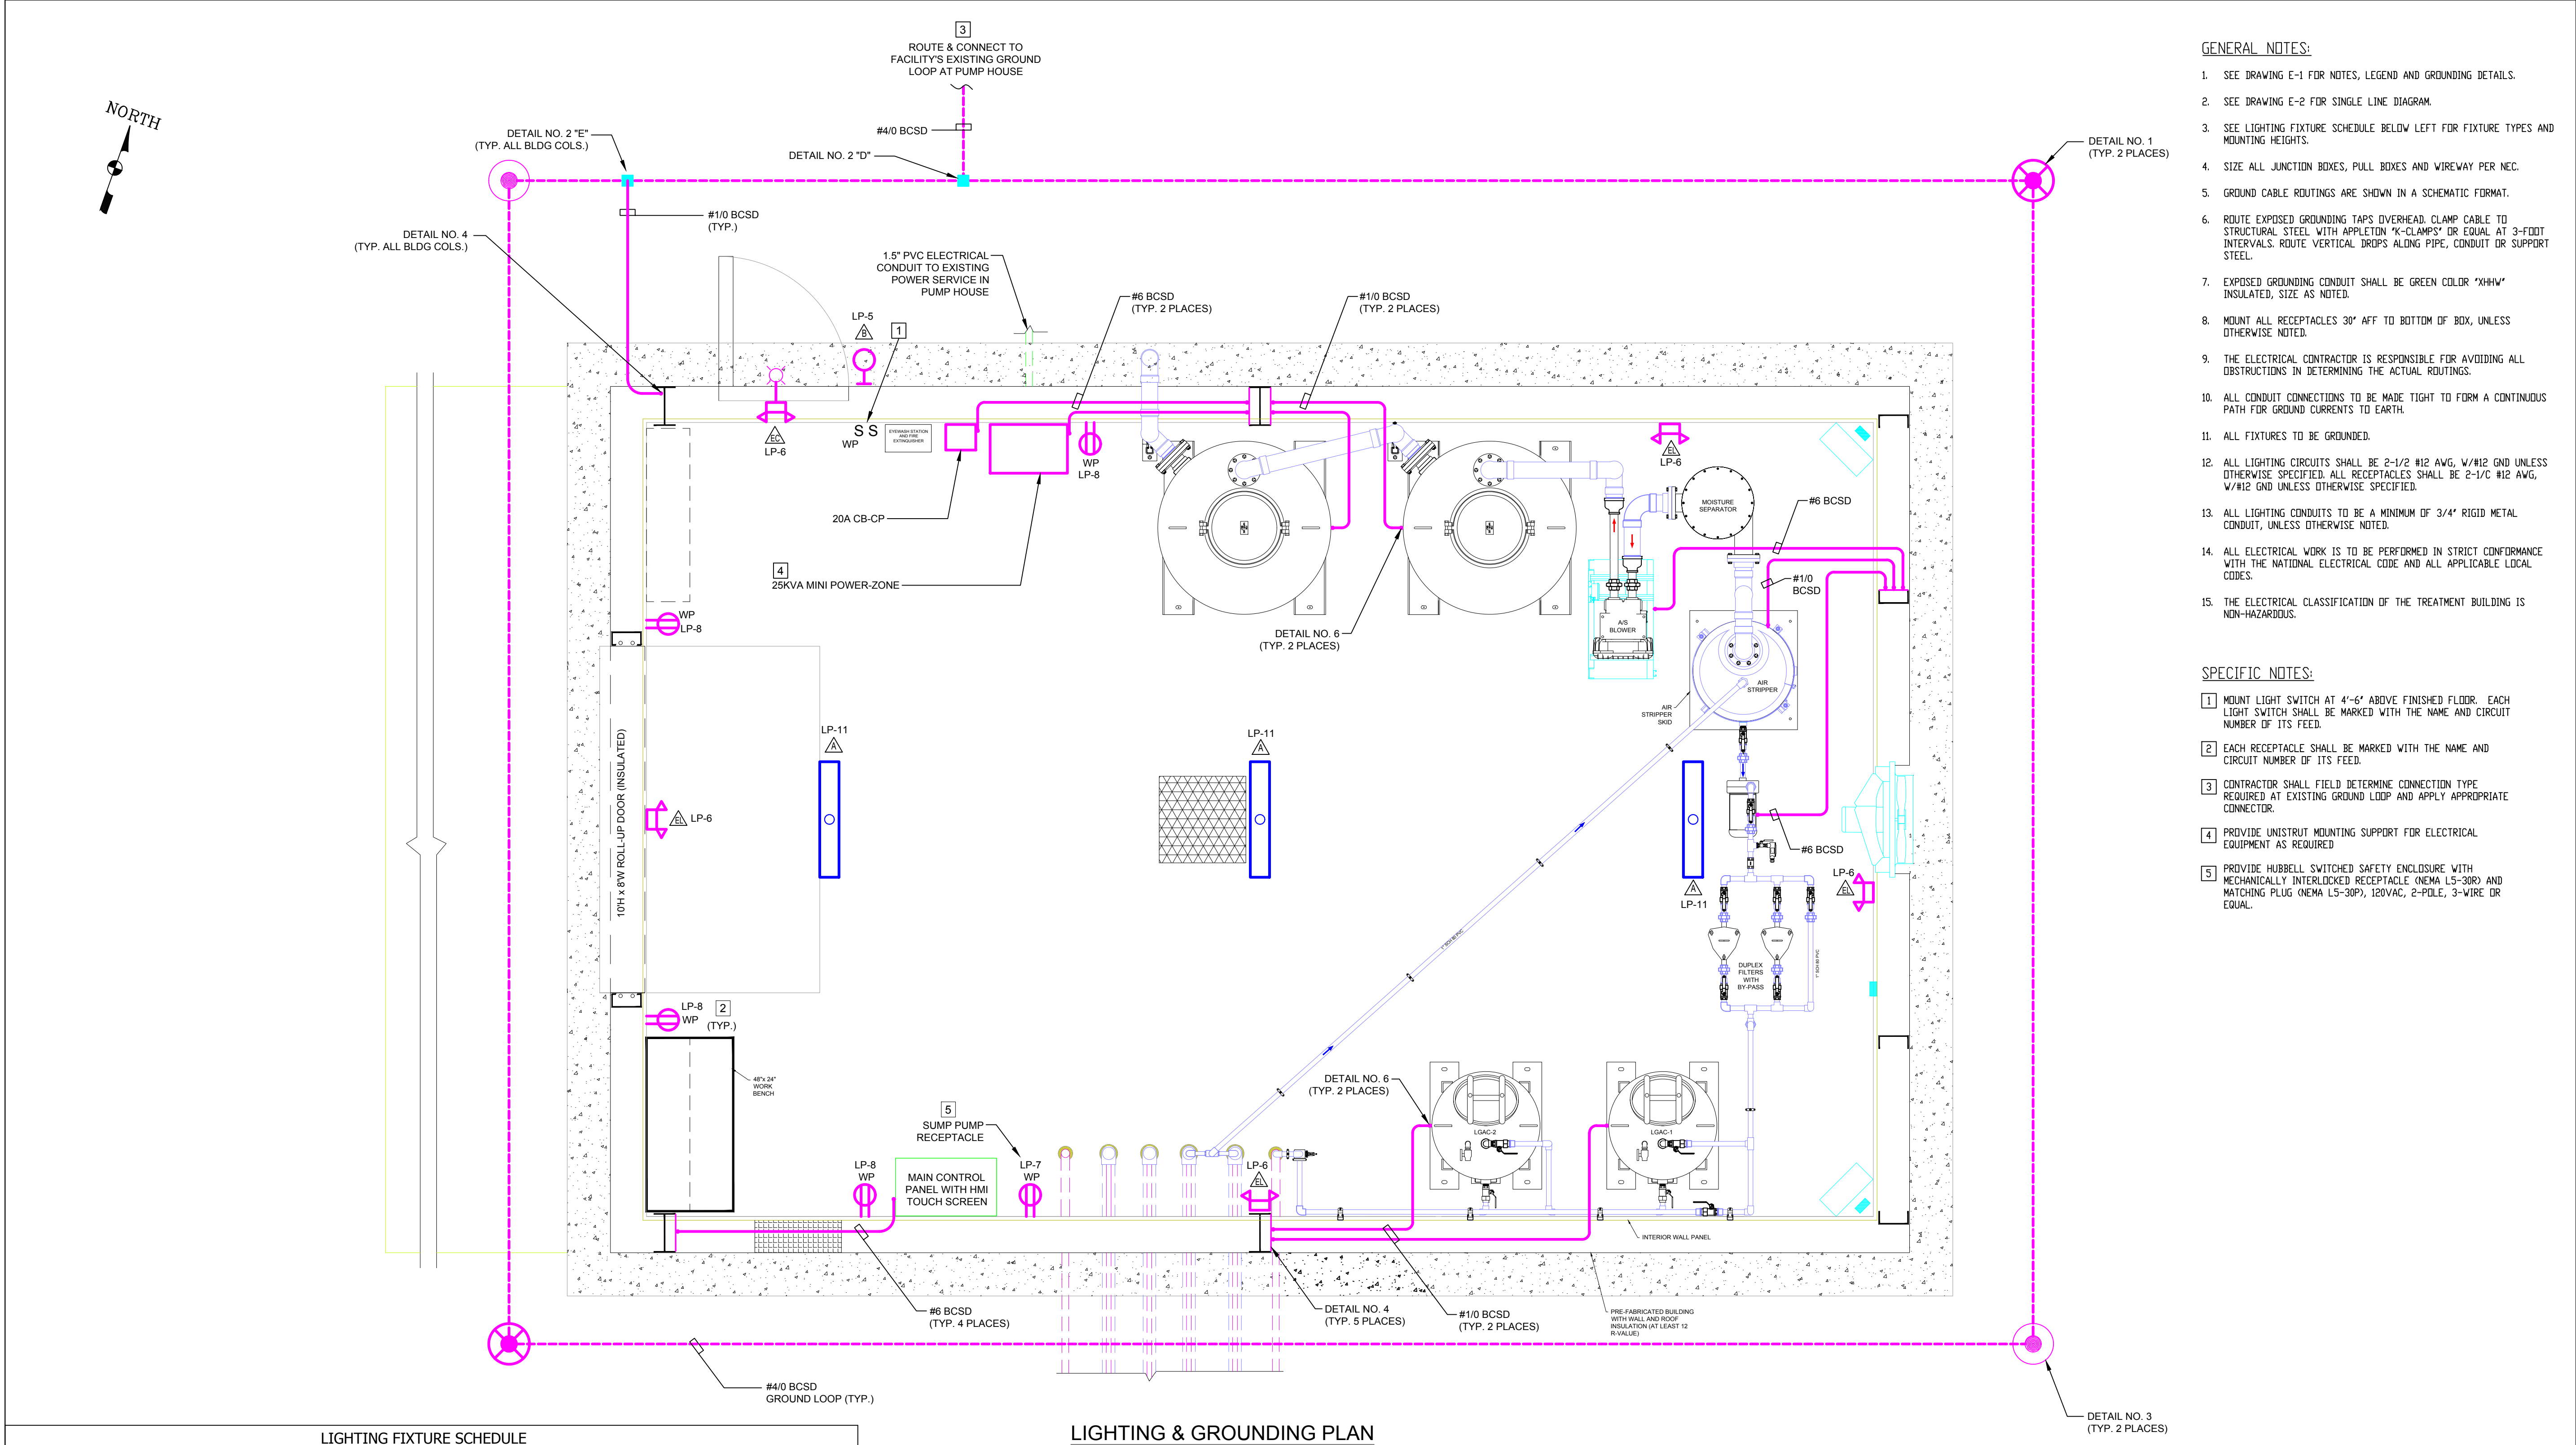 3
ROUTE & CONNECT TO
FACILITY'S EXISTING GROUND
LOOP AT PUMP HOUSE
NORTH
#4/0 BCSD
DETAIL NO. 2 "E"
(TYP. ALL BLDG COLS.)
DETAIL NO. 2 "D"
DETAIL NO. 1
(TYP. 2 PLACES)
#1/0 BCSD
(TYP.)
DETAIL NO. 4
(TYP. ALL BLDG COLS.)
1.5" PVC ELECTRICAL
CONDUIT TO EXISTING
POWER SERVICE IN
PUMP HOUSE
#6 BCSD
(TYP. 2 PLACES)
#1/0 BCSD
(TYP. 2 PLACES)
LP-5
B
1
EC
LP-6
S S
WP
EYEWASH STATION
AND FIRE
EXTINGUISHER
WP
LP-8
EL
LP-6
20A CB-CP
4
25KVA MINI POWER-ZONE
MOISTURE
SEPARATOR
#6 BCSD
#1/0
BCSD
A/S
BLOWER
DETAIL NO. 6
(TYP. 2 PLACES)
WP
LP-8
AIR
STRIPPER
AIR
STRIPPER
SKID
10'H x 8'W ROLL-UP DOOR (INSULATED)
LP-11
A
LP-11
A
EL LP-6
A
LP-11
#6 BCSD
LP-6
EL
1" SCH 80 PVC
DUPLEX
FILTERS
WITH
BY-PASS
1" SCH 80 PVC
LP-8
WP
2
(TYP.)
48"x 24"
WORK
BENCH
DETAIL NO. 6
(TYP. 2 PLACES)
LGAC-2
LGAC-1
5
SUMP PUMP
RECEPTACLE
LP-8
WP
MAIN CONTROL
PANEL WITH HMI
TOUCH SCREEN
LP-7
WP
LP-6
EL
INTERIOR WALL PANEL
#6 BCSD
(TYP. 4 PLACES)
DETAIL NO. 4
(TYP. 5 PLACES)
#1/0 BCSD
(TYP. 2 PLACES)
PRE-FABRICATED BUILDING
WITH WALL AND ROOF
INSULATION (AT LEAST 12
R-VALUE)
#4/0 BCSD
GROUND LOOP (TYP.)
DETAIL NO. 3
(TYP. 2 PLACES)
LIGHTING FIXTURE SCHEDULE
LIGHTING & GROUNDING PLAN
GENERAL NOTES:
1. SEE DRAWING E-1 FOR NOTES, LEGEND AND GROUNDING DETAILS.
2. SEE DRAWING E-2 FOR SINGLE LINE DIAGRAM.
3. SEE LIGHTING FIXTURE SCHEDULE BELOW LEFT FOR FIXTURE TYPES AND
MOUNTING HEIGHTS.
4. SIZE ALL JUNCTION BOXES, PULL BOXES AND WIREWAY PER NEC.
5. GROUND CABLE ROUTINGS ARE SHOWN IN A SCHEMATIC FORMAT.
6. ROUTE EXPOSED GROUNDING TAPS OVERHEAD. CLAMP CABLE TO
STRUCTURAL STEEL WITH APPLETON "K-CLAMPS" OR EQUAL AT 3-FOOT
INTERVALS. ROUTE VERTICAL DROPS ALONG PIPE, CONDUIT OR SUPPORT
STEEL.
7. EXPOSED GROUNDING CONDUIT SHALL BE GREEN COLOR "XHHW"
INSULATED, SIZE AS NOTED.
8. MOUNT ALL RECEPTACLES 30" AFF TO BOTTOM OF BOX, UNLESS
OTHERWISE NOTED.
9. THE ELECTRICAL CONTRACTOR IS RESPONSIBLE FOR AVOIDING ALL
OBSTRUCTIONS IN DETERMINING THE ACTUAL ROUTINGS.
10. ALL CONDUIT CONNECTIONS TO BE MADE TIGHT TO FORM A CONTINUOUS
PATH FOR GROUND CURRENTS TO EARTH.
11. ALL FIXTURES TO BE GROUNDED.
12. ALL LIGHTING CIRCUITS SHALL BE 2-1/2 #12 AWG, W/#12 GND UNLESS
OTHERWISE SPECIFIED. ALL RECEPTACLES SHALL BE 2-1/C #12 AWG,
W/#12 GND UNLESS OTHERWISE SPECIFIED.
13. ALL LIGHTING CONDUITS TO BE A MINIMUM OF 3/4" RIGID METAL
CONDUIT, UNLESS OTHERWISE NOTED.
14. ALL ELECTRICAL WORK IS TO BE PERFORMED IN STRICT CONFORMANCE
WITH THE NATIONAL ELECTRICAL CODE AND ALL APPLICABLE LOCAL
CODES.
15. THE ELECTRICAL CLASSIFICATION OF THE TREATMENT BUILDING IS
NON-HAZARDOUS.
SPECIFIC NOTES:
1 MOUNT LIGHT SWITCH AT 4'-6" ABOVE FINISHED FLOOR. EACH
LIGHT SWITCH SHALL BE MARKED WITH THE NAME AND CIRCUIT
NUMBER OF ITS FEED.
2 EACH RECEPTACLE SHALL BE MARKED WITH THE NAME AND
CIRCUIT NUMBER OF ITS FEED.
3 CONTRACTOR SHALL FIELD DETERMINE CONNECTION TYPE
REQUIRED AT EXISTING GROUND LOOP AND APPLY APPROPRIATE
CONNECTOR.
4 PROVIDE UNISTRUT MOUNTING SUPPORT FOR ELECTRICAL
EQUIPMENT AS REQUIRED
5 PROVIDE HUBBELL SWITCHED SAFETY ENCLOSURE WITH
MECHANICALLY INTERLOCKED RECEPTACLE (NEMA L5-30R) AND
MATCHING PLUG (NEMA L5-30P), 120VAC, 2-POLE, 3-WIRE OR
EQUAL.